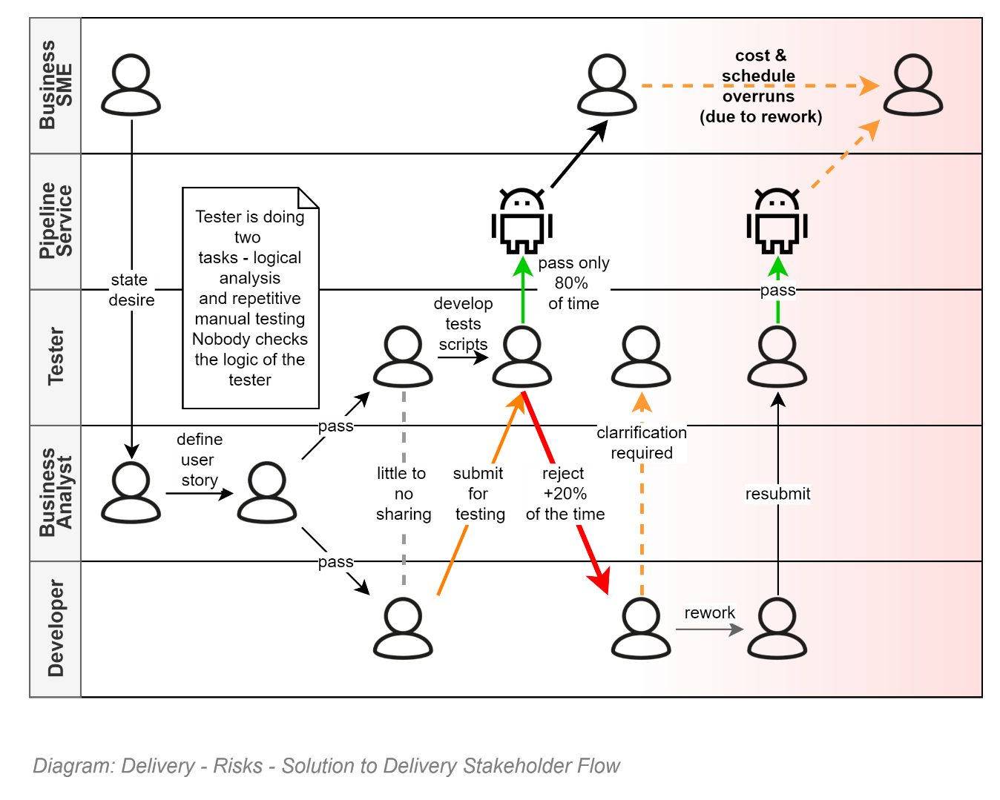 Business
SME
cost &
schedule
overruns
(due to rework)
Pipeline
Service
Tester is doing
two
tasks - logical
analysis
and repetitive
manual testing
Nobody checks
the logic of the
tester
state
desire
pass only
80%
of time
pass
Tester
develop
tests
scripts
pass
clarrification
required
Business
Analyst
define
user
story
little to
no
sharing
submit
for
testing
reject
+20%
of the time
resubmit
pass
Developer
rework
Diagram: Delivery - Risks - Solution to Delivery Stakeholder Flow